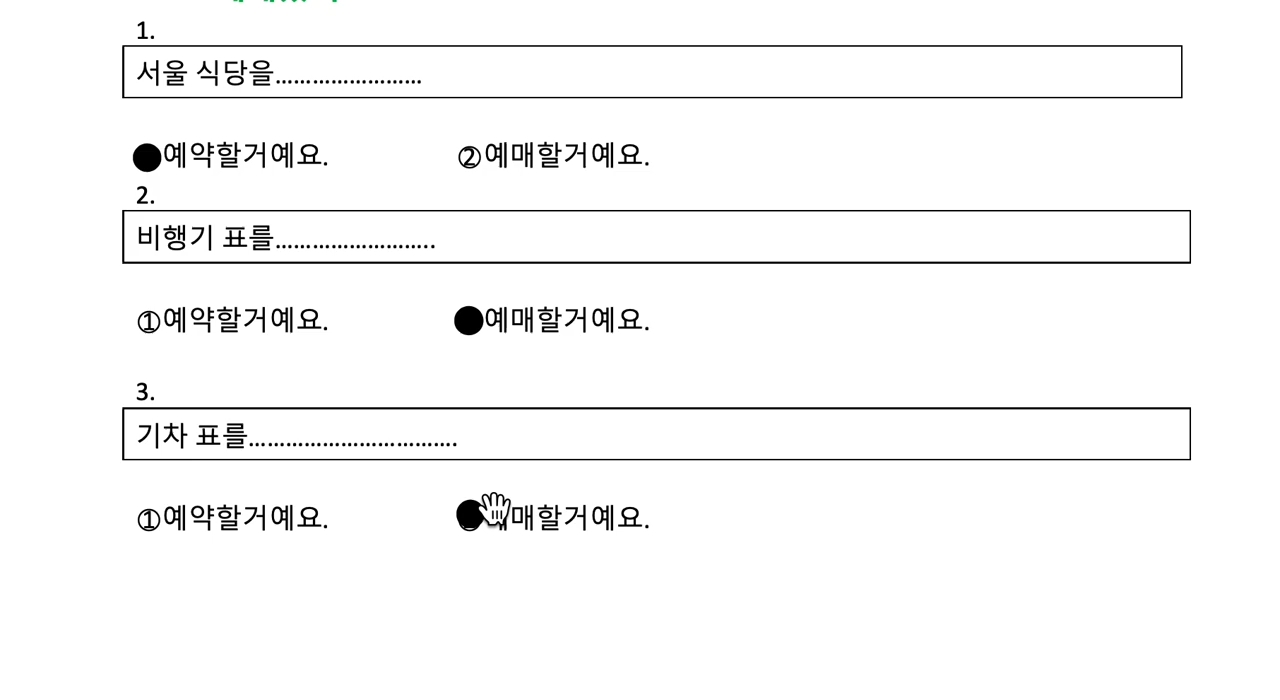 1.
서울 식당을……………………
예약할거예요. ②예매할거예요.
2.
비행기 표를……………………..
①예약할거예요. 예매할거예요.
3.
기차 표를…………………………….
①예약할거예요. 매할거예요.